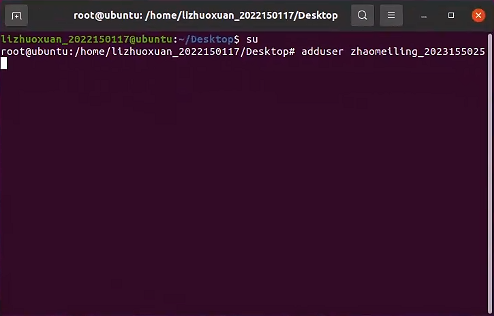 root@ubuntu: /home/lizhuoxuan_2022150117/Desktop
lizhuoxuan_2022150117@ubuntu:~/Desktop$ su
root@ubuntu:/home/lizhuoxuan_2022150117/Desktop# adduser zhaomeiling_2023155025